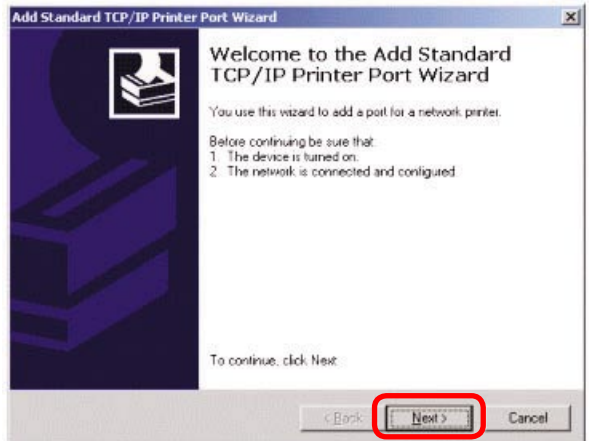 Add Standard TCP/IP Printer Port Wizard
Welcome to the Add Standard
TCP/IP Printer Port Wizard
You use this wizard to add a port for a network printer.
Before continuing be sure that:
1. The device is turned on.
2. The network is connected and configured.
To continue, click Next.
< Back Next > Cancel